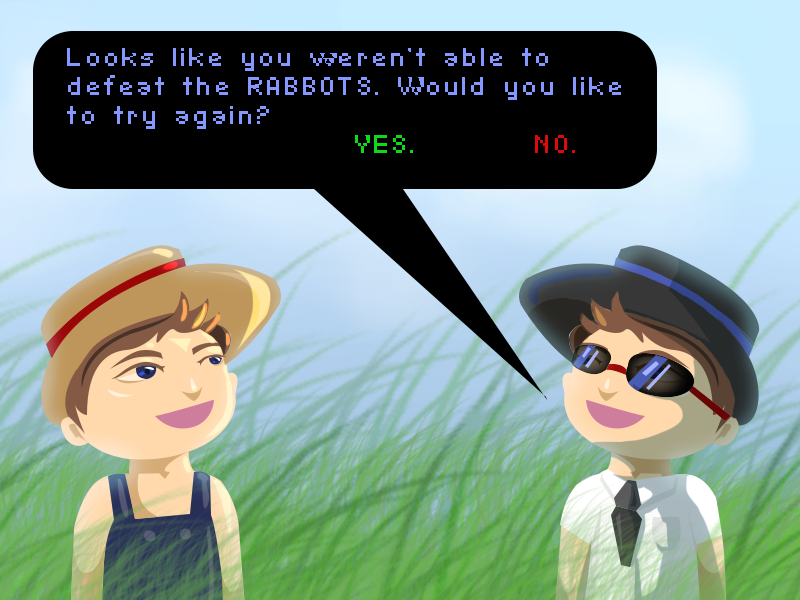 Looks like you weren't able to
defeat the RABBOTS. Would you like
to try again?
YES. NO.